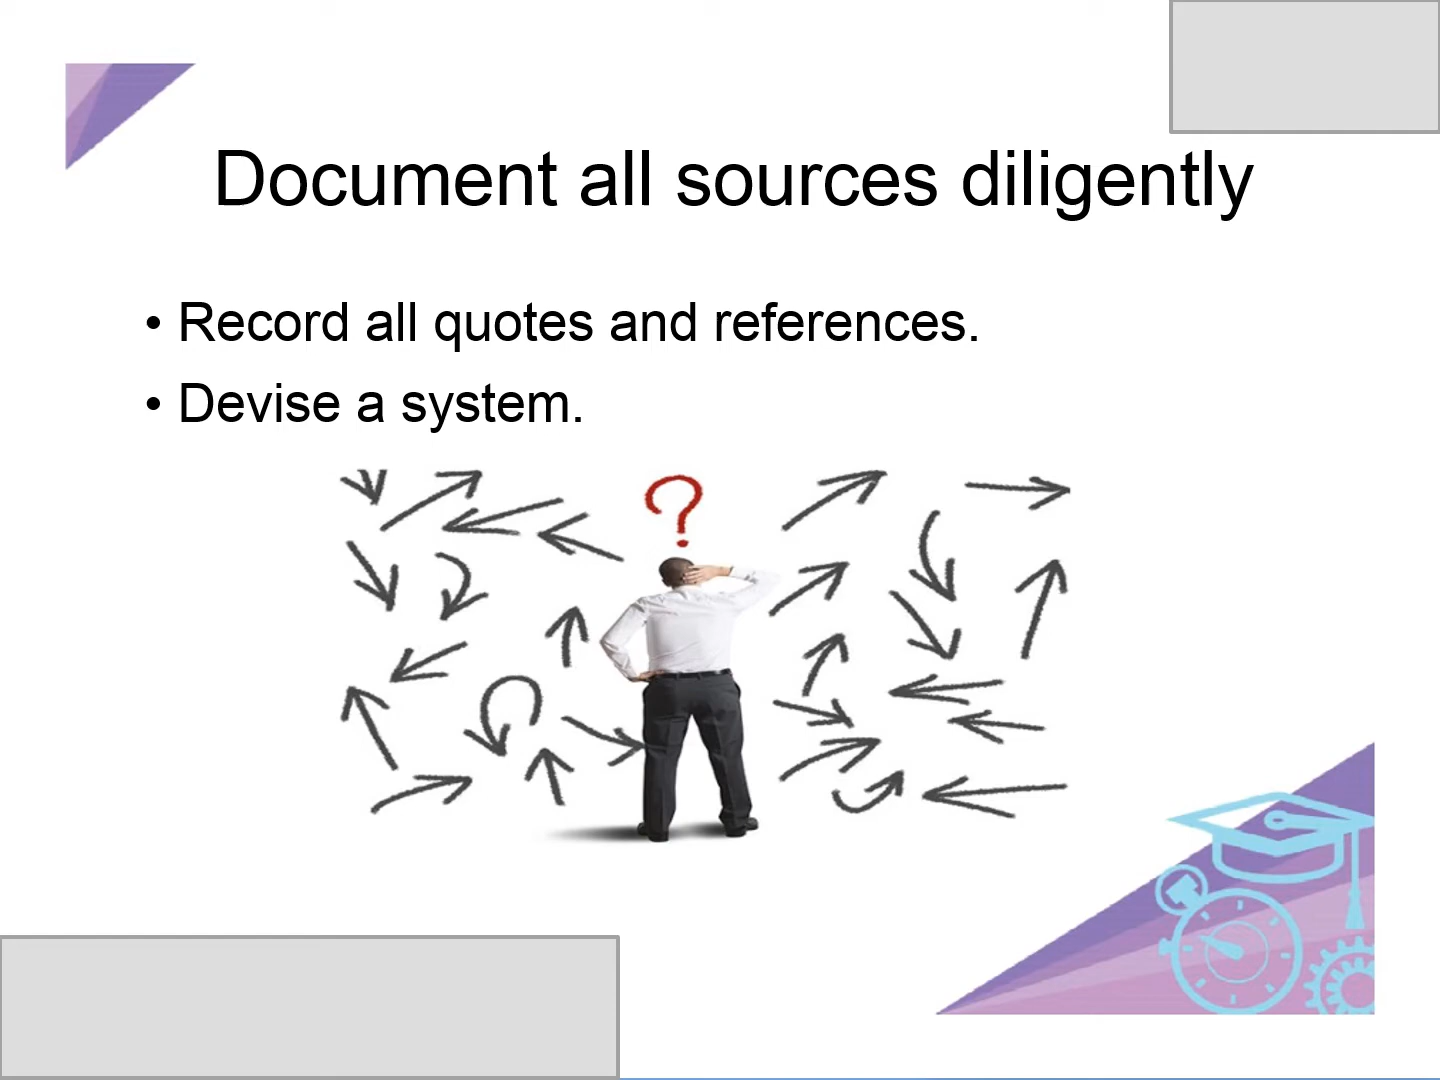 Document all sources diligently
• Record all quotes and references.
• Devise a system.
?